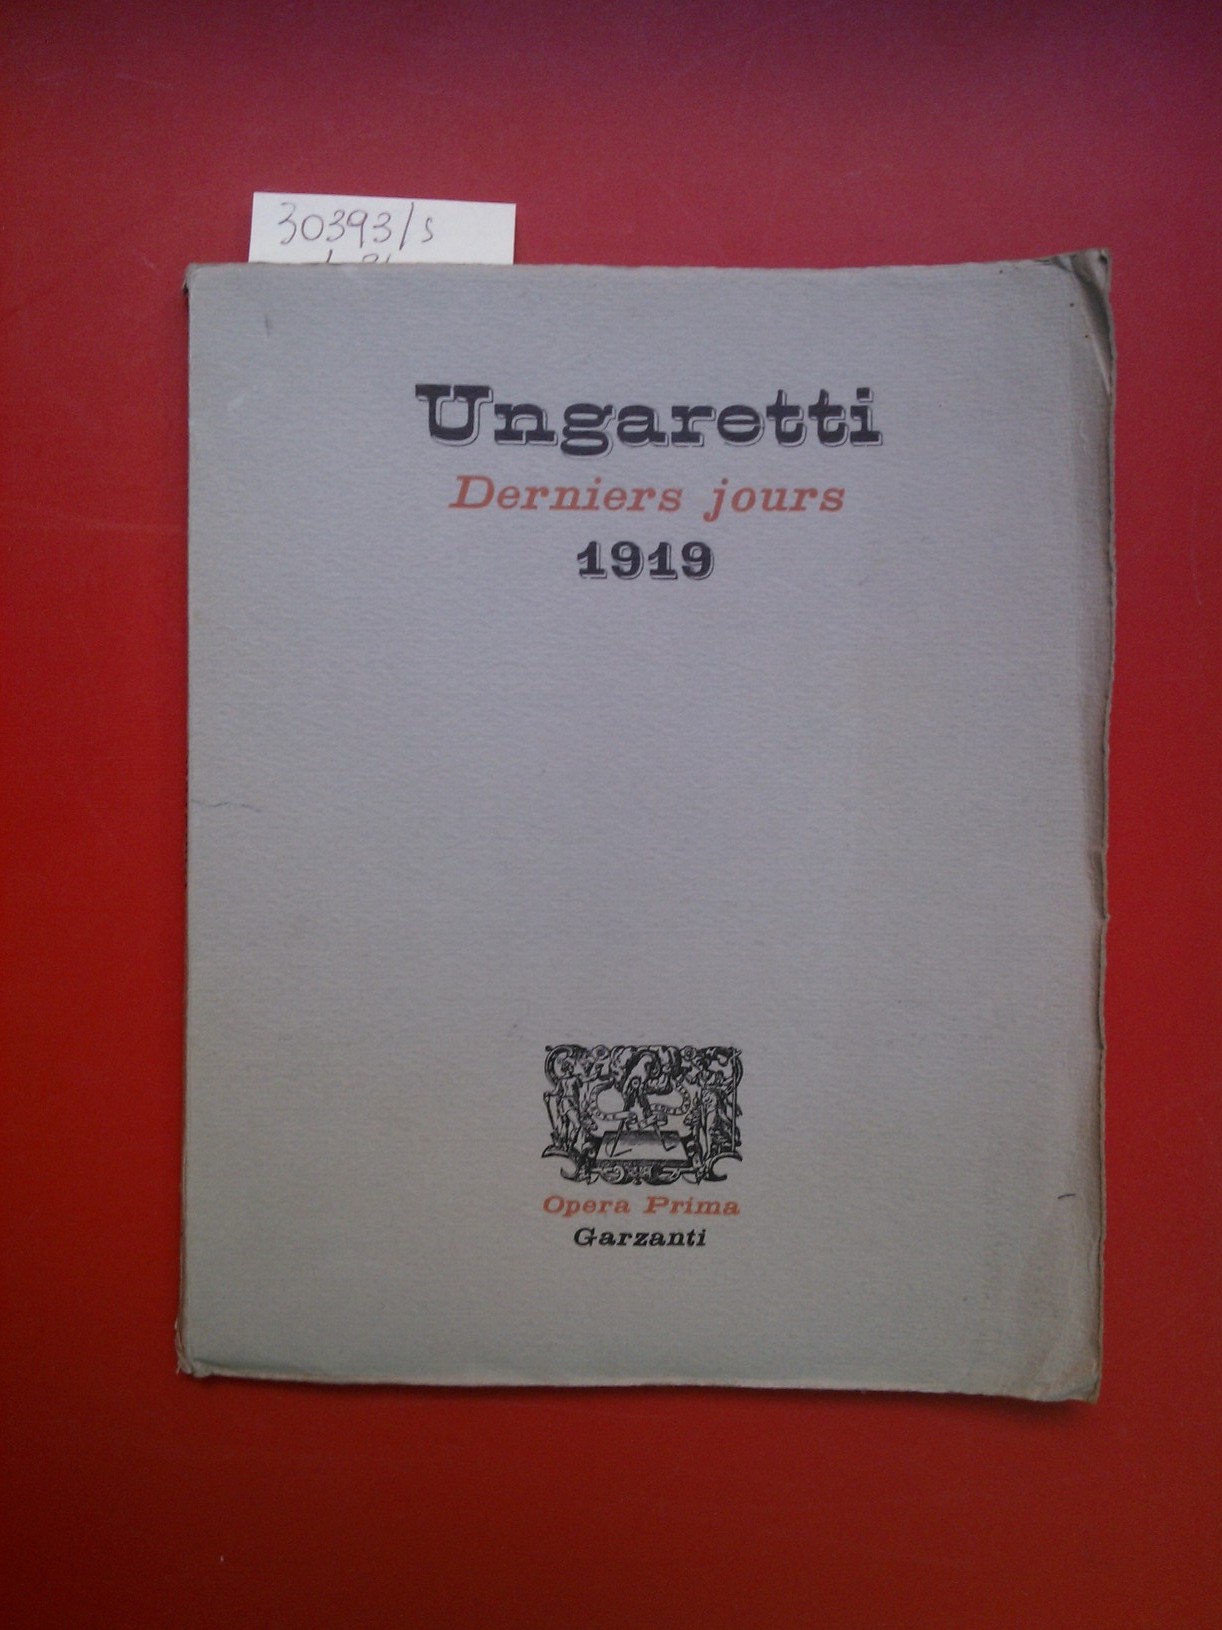 30393/s
Ungaretti
Derniers jours
1919
Opera Prima
Garzanti